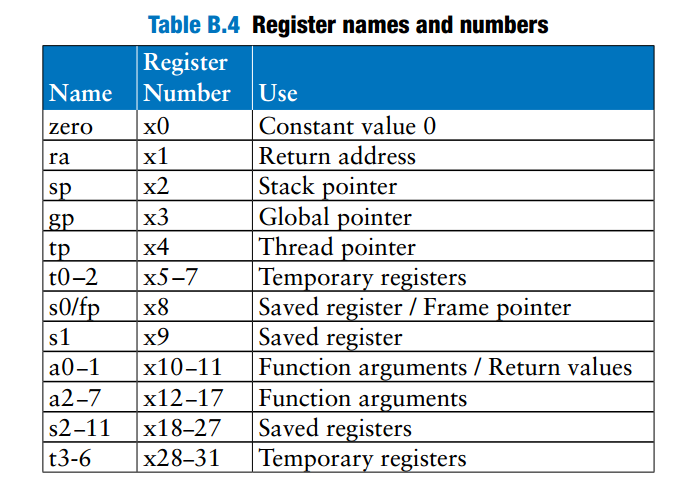 Table B.4 Register names and numbers
Name Register Number Use
zero x0 Constant value 0
ra x1 Return address
sp x2 Stack pointer
gp x3 Global pointer
tp x4 Thread pointer
t0–2 x5–7 Temporary registers
s0/fp x8 Saved register / Frame pointer
s1 x9 Saved register
a0–1 x10–11 Function arguments / Return values
a2–7 x12–17 Function arguments
s2–11 x18–27 Saved registers
t3-6 x28–31 Temporary registers